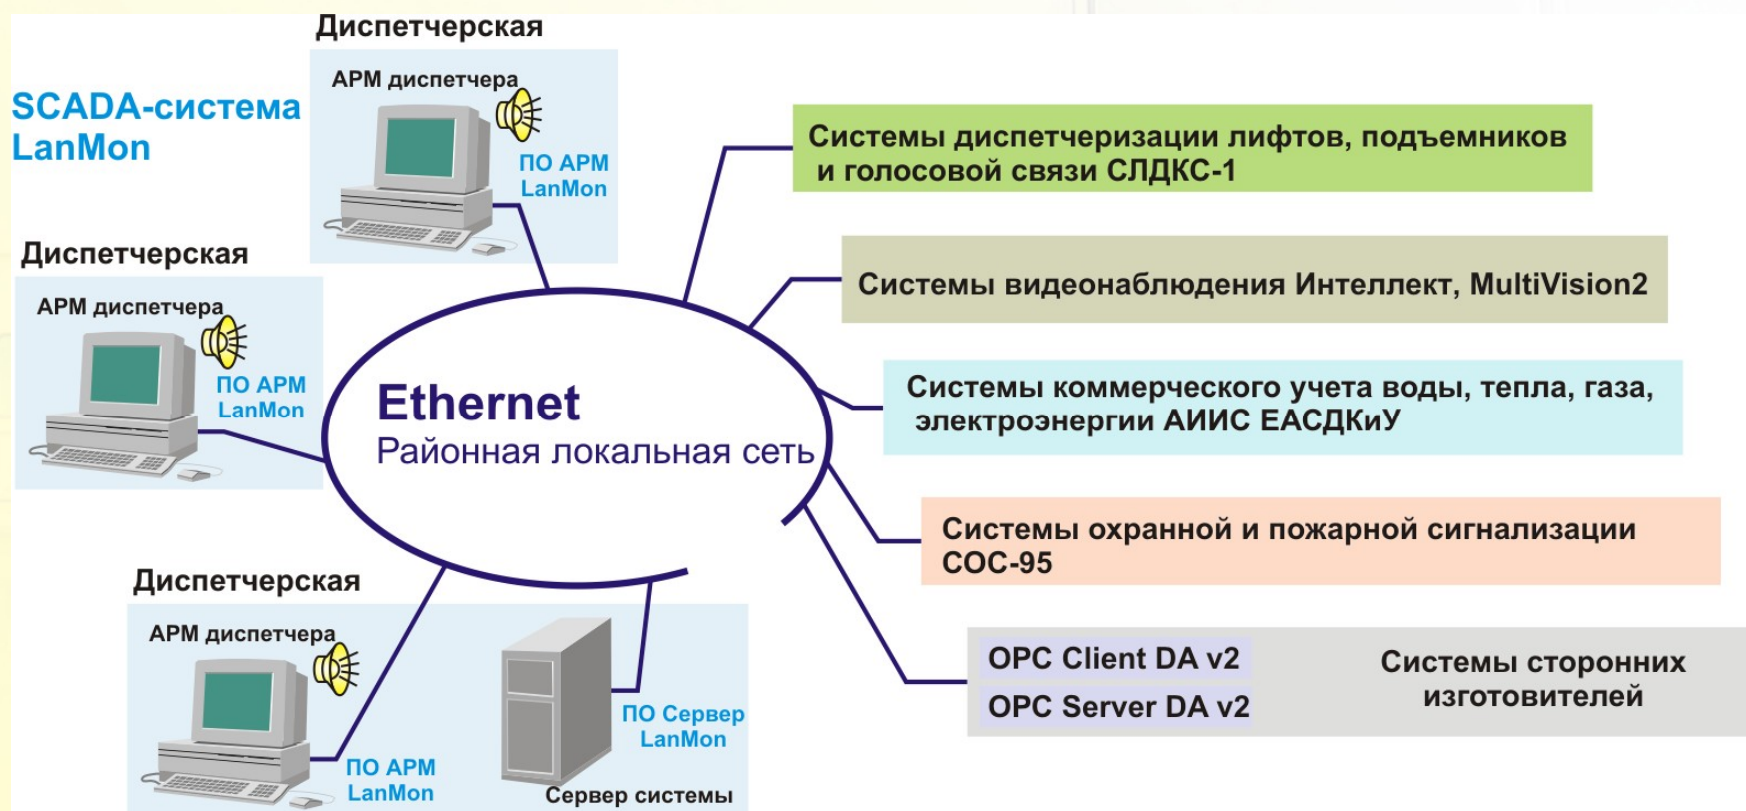 Диспетчерская
АРМ диспетчера
SCADA-система
LanMon
ПО АРМ
LanMon
Системы диспетчеризации лифтов, подъемников
и голосовой связи СЛДКС-1
Диспетчерская
АРМ диспетчера
ПО АРМ
LanMon
Системы видеонаблюдения Интеллект, MultiVision2
Ethernet
Районная локальная сеть
Системы коммерческого учета воды, тепла, газа,
электроэнергии АИИС ЕАСДКиУ
Системы охранной и пожарной сигнализации
СОС-95
Диспетчерская
АРМ диспетчера
ПО АРМ
LanMon
ПО Сервер
LanMon
Сервер системы
OPC Client DA v2
OPC Server DA v2
Системы сторонних
изготовителей